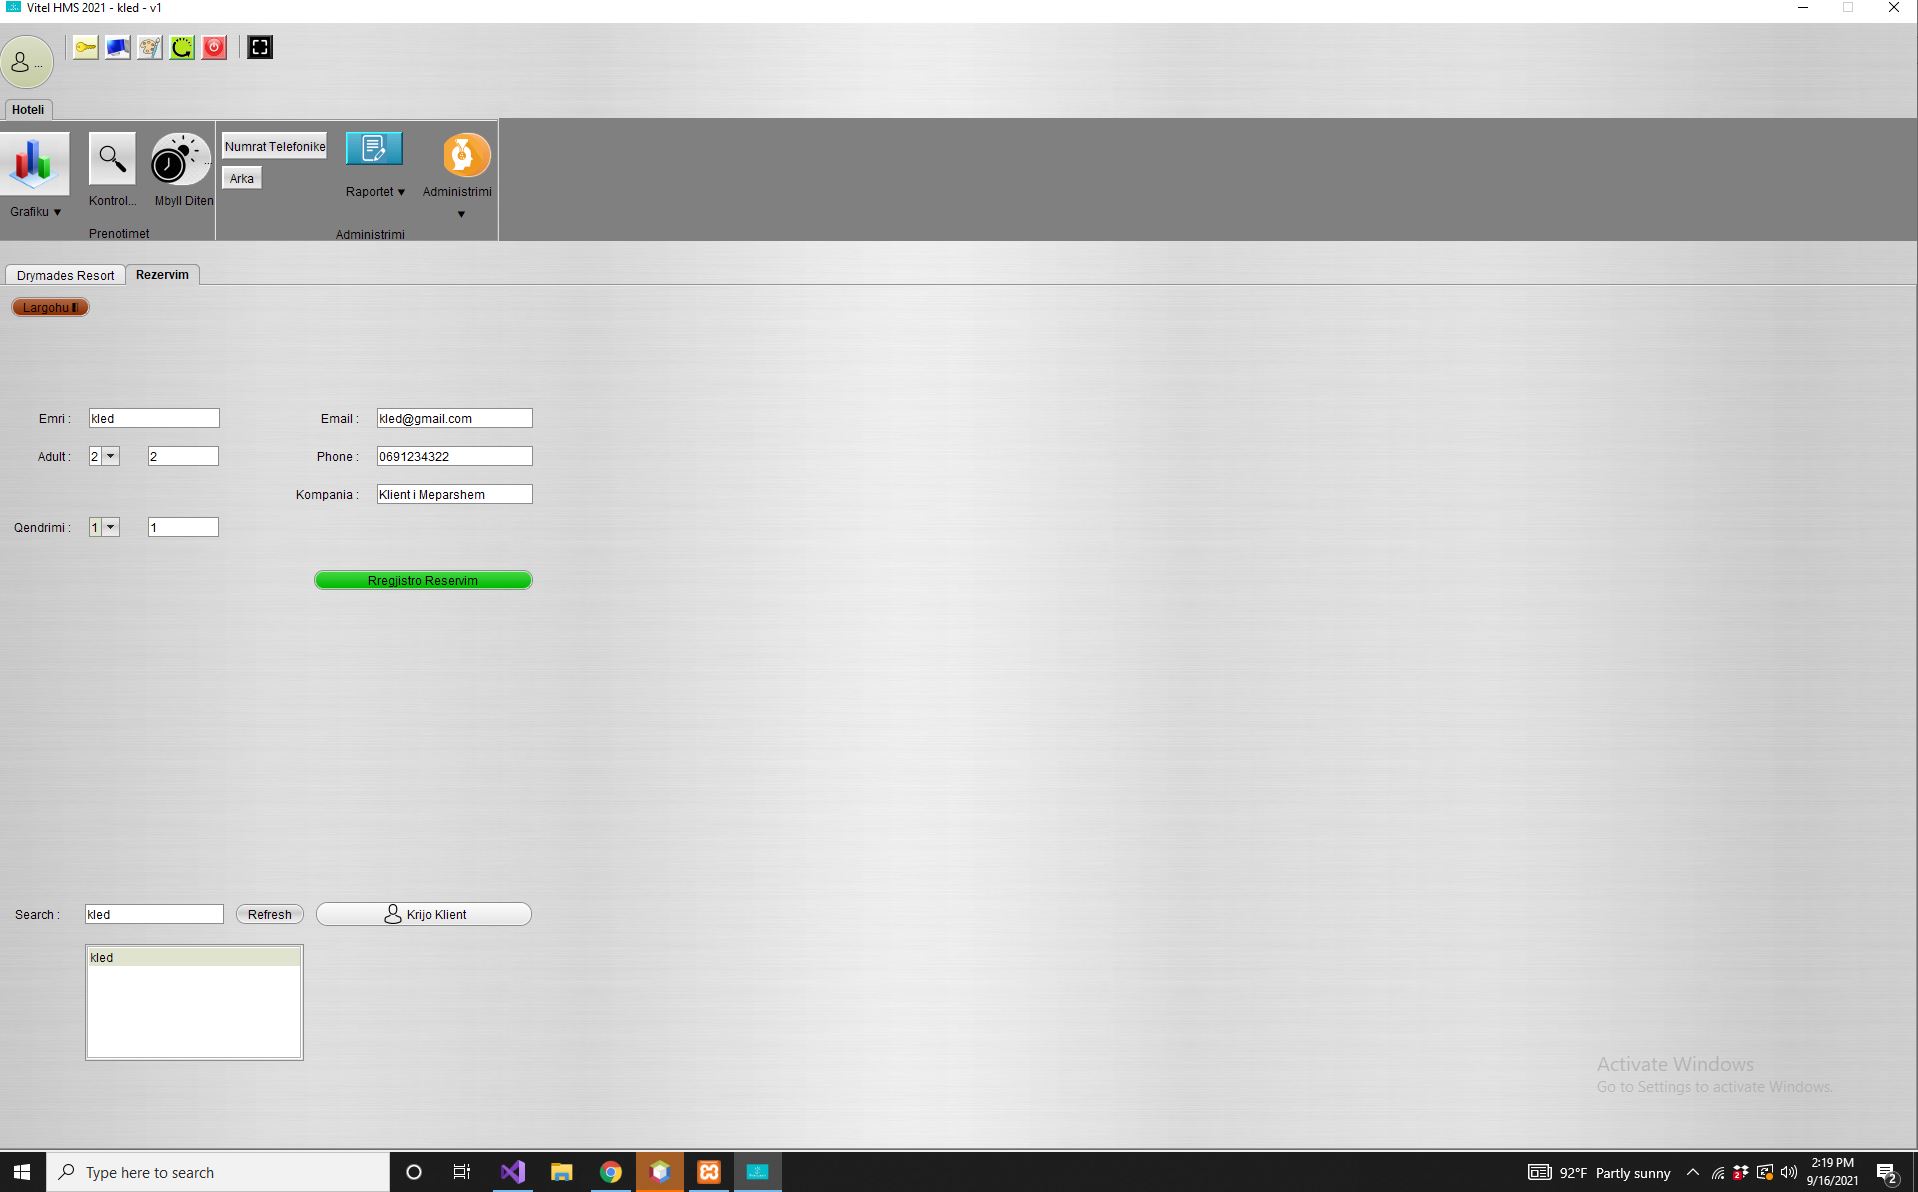 Vitel HMS 2021 - kled - v1
...
Hoteli
Numrat Telefonike
Arka
...
Grafiku ▾
Kontrol...
Mbyll Diten
Raportet ▾
Administrimi
▾
Prenotimet
Administrimi
Drymades Resort
Rezervim
Largohu
Emri :
kled
Email :
kled@gmail.com
Adult :
2
2
Phone :
0691234322
Kompania :
Klient i Meparshem
Qendrimi :
1
1
Rregjistro Reservim
Search :
kled
Refresh
Krijo Klient
kled
Activate Windows
Go to Settings to activate Windows.
Type here to search
92°F Partly sunny
2
2:19 PM
9/16/2021
2